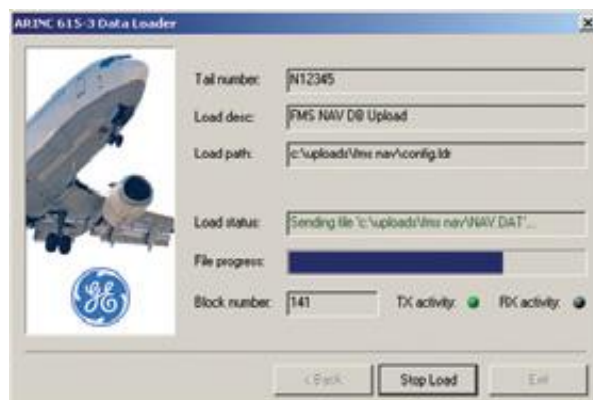 ARINC 615-3 Data Loader
Tail number: N12345
Load desc: FMS NAV DB Upload
Load path: c:\uploads\fms nav\config.ldr
Load status: Sending file 'c:\uploads\fms nav\NAV.DAT'...
File progress:
Block number: 141 TX activity: RX activity:
GE
< Back Stop Load Exit